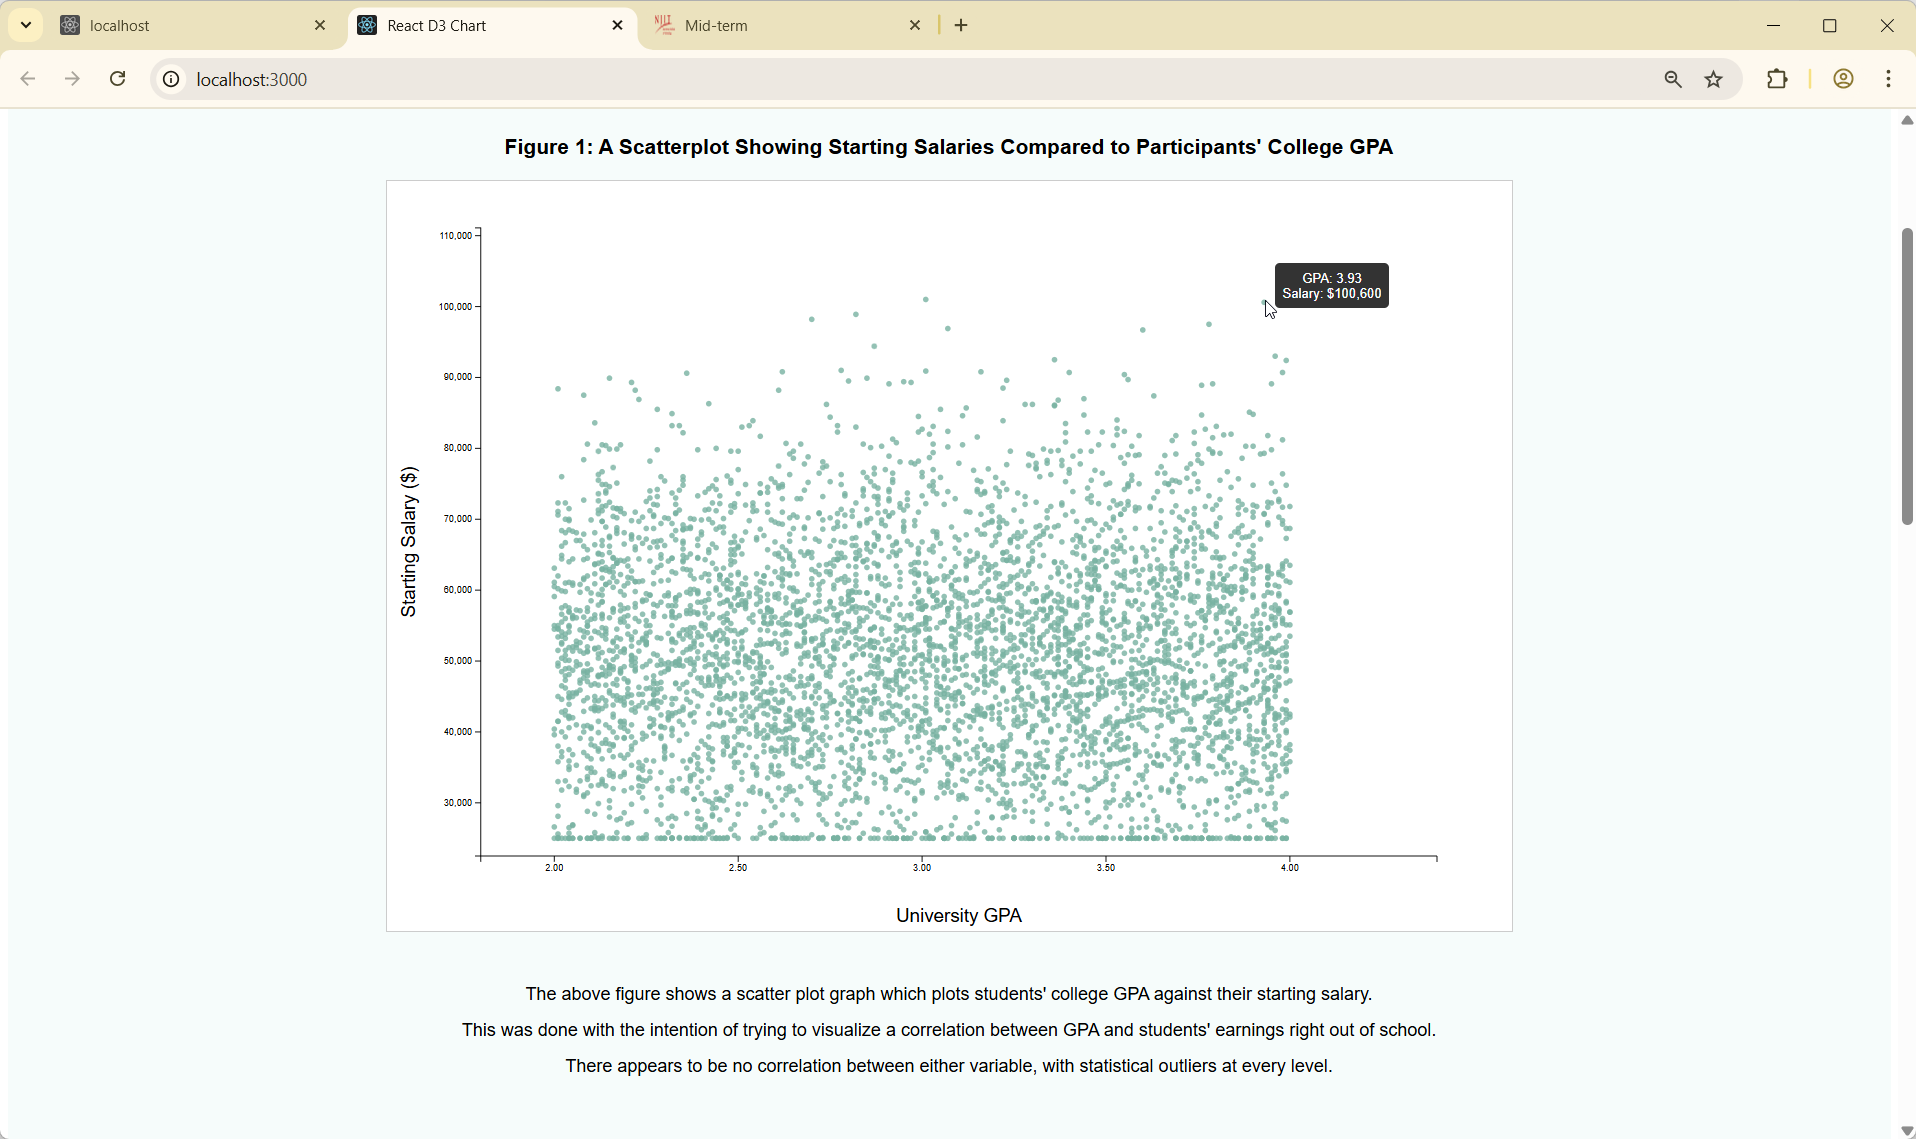 localhost
React D3 Chart
Mid-term
localhost:3000
Figure 1: A Scatterplot Showing Starting Salaries Compared to Participants' College GPA
110,000
100,000
90,000
80,000
70,000
60,000
50,000
40,000
30,000
Starting Salary ($)
GPA: 3.93
Salary: $100,600
2.00
2.50
3.00
3.50
4.00
University GPA
The above figure shows a scatter plot graph which plots students' college GPA against their starting salary.
This was done with the intention of trying to visualize a correlation between GPA and students' earnings right out of school.
There appears to be no correlation between either variable, with statistical outliers at every level.